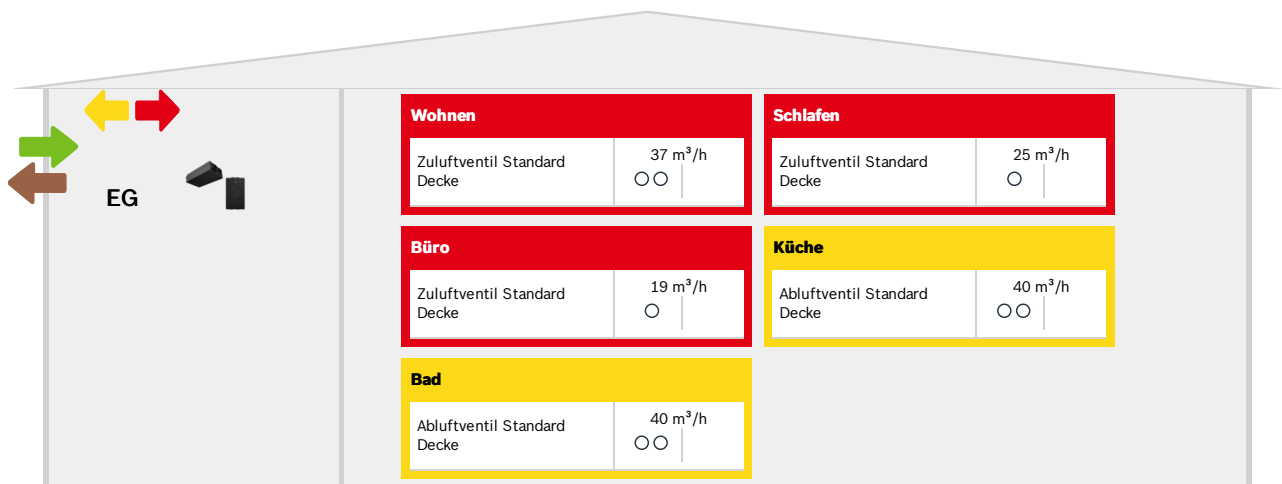 EG
Wohnen
Zuluftventil Standard
Decke
37 m³/h
Schlafen
Zuluftventil Standard
Decke
25 m³/h
Büro
Zuluftventil Standard
Decke
19 m³/h
Küche
Abluftventil Standard
Decke
40 m³/h
Bad
Abluftventil Standard
Decke
40 m³/h